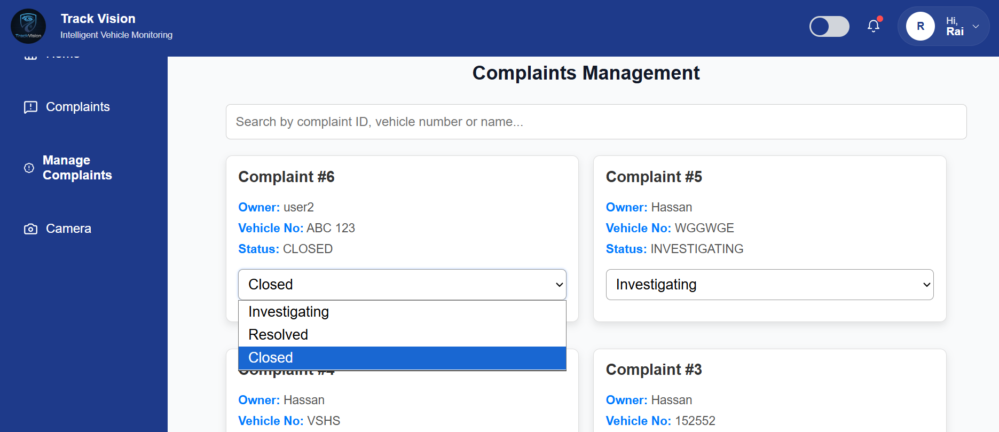 TrackVision
Track Vision
Intelligent Vehicle Monitoring
R
Hi,
Rai
Home
Complaints
Manage
Complaints
Camera
Complaints Management
Search by complaint ID, vehicle number or name...
Complaint #6
Owner: user2
Vehicle No: ABC 123
Status: CLOSED
Closed
Investigating
Resolved
Closed
Complaint #5
Owner: Hassan
Vehicle No: WGGWGE
Status: INVESTIGATING
Investigating
Complaint #4
Owner: Hassan
Vehicle No: VSHS
Complaint #3
Owner: Hassan
Vehicle No: 152552